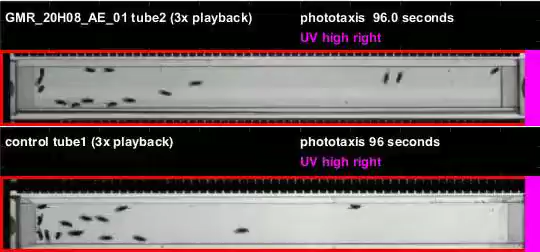 GMR_20H08_AE_01 tube2 (3x playback) phototaxis 96.0 seconds
UV high right
control tube1 (3x playback) phototaxis 96 seconds
UV high right